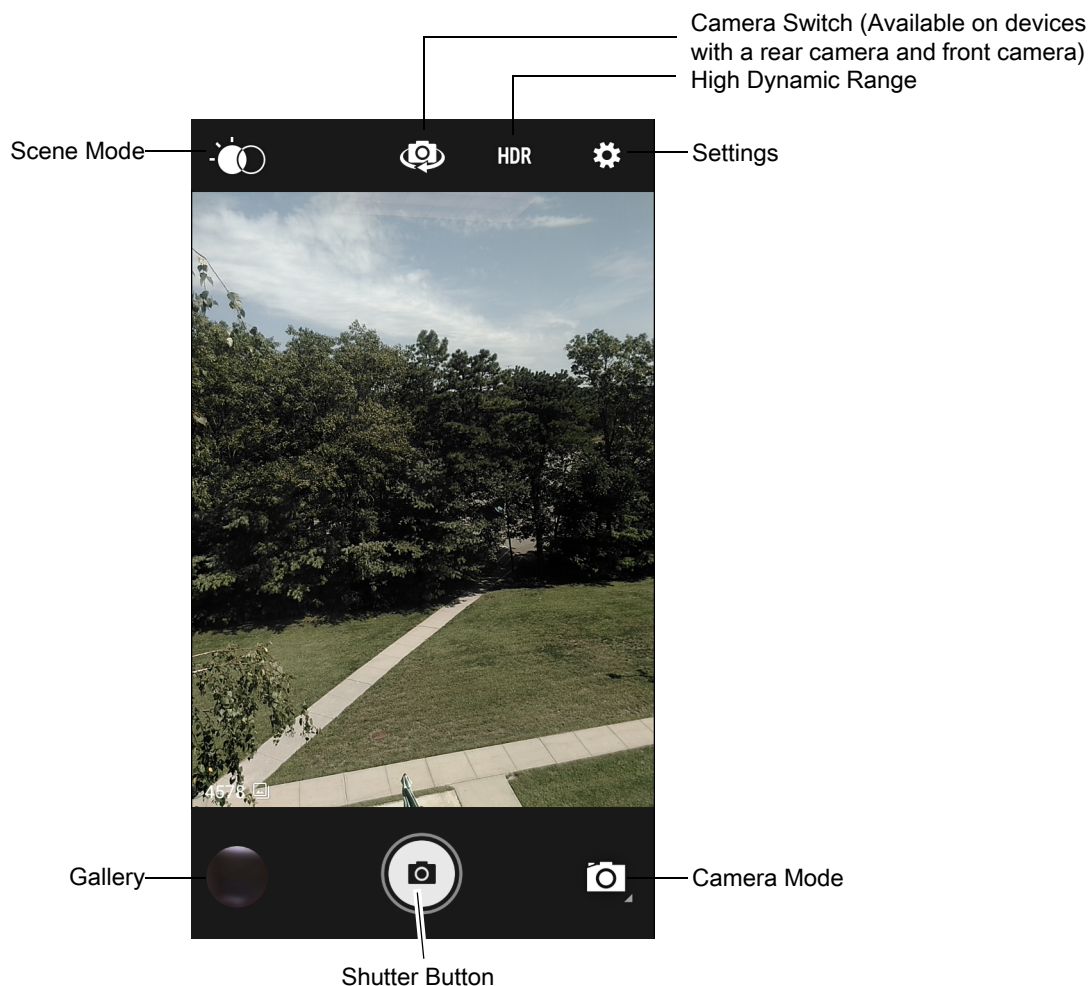 Camera Switch (Available on devices
with a rear camera and front camera)
High Dynamic Range
Scene Mode
HDR
Settings
4578
Gallery
Camera Mode
Shutter Button